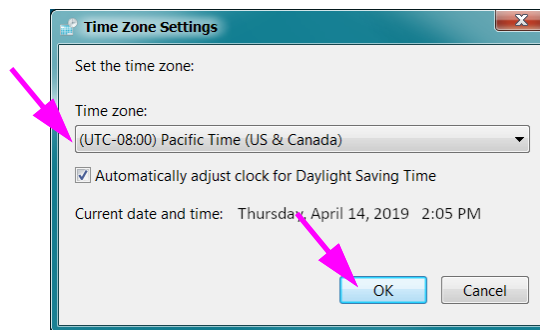 Time Zone Settings
Set the time zone:
Time zone:
(UTC-08:00) Pacific Time (US & Canada)
Automatically adjust clock for Daylight Saving Time
Current date and time: Thursday, April 14, 2019 2:05 PM
OK Cancel